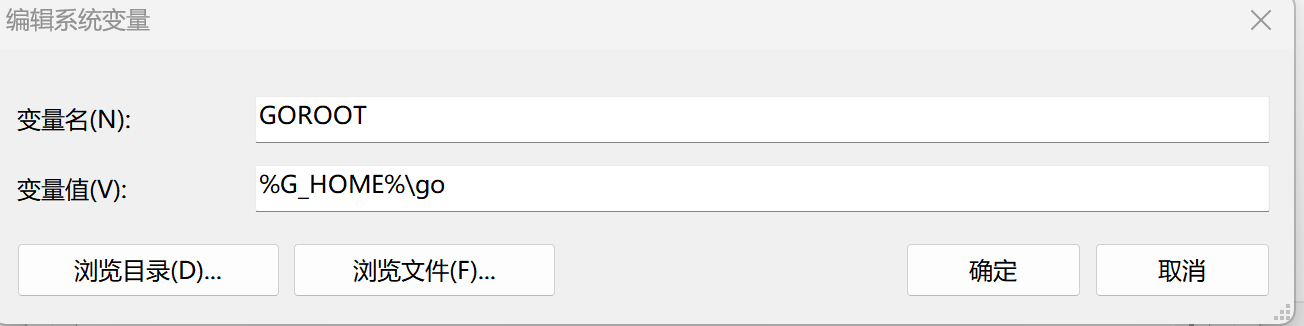 编辑系统变量
变量名(N):
GOROOT
变量值(V):
%G_HOME%\go
浏览目录(D)...
浏览文件(F)...
确定
取消